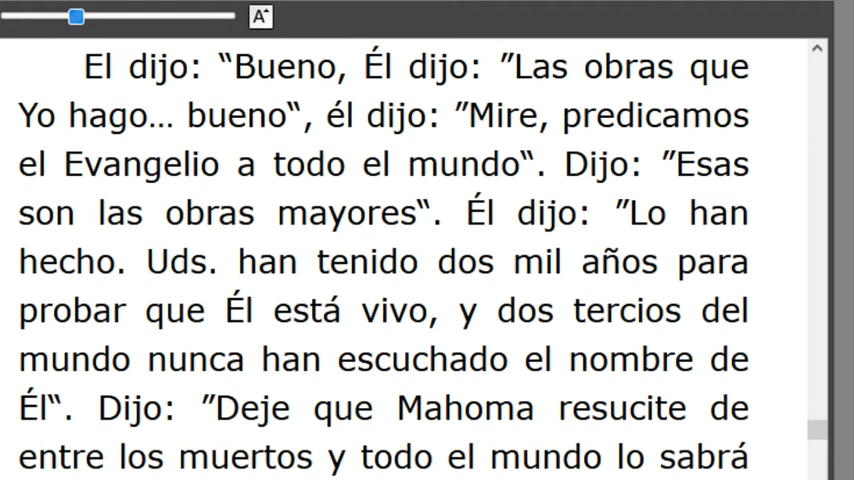 A
El dijo: “Bueno, Él dijo: ”Las obras que
Yo hago... bueno“, él dijo: ”Mire, predicamos
el Evangelio a todo el mundo“. Dijo: ”Esas
son las obras mayores“. Él dijo: ”Lo han
hecho. Uds. han tenido dos mil años para
probar que Él está vivo, y dos tercios del
mundo nunca han escuchado el nombre de
Él“. Dijo: ”Deje que Mahoma resucite de
entre los muertos y todo el mundo lo sabrá